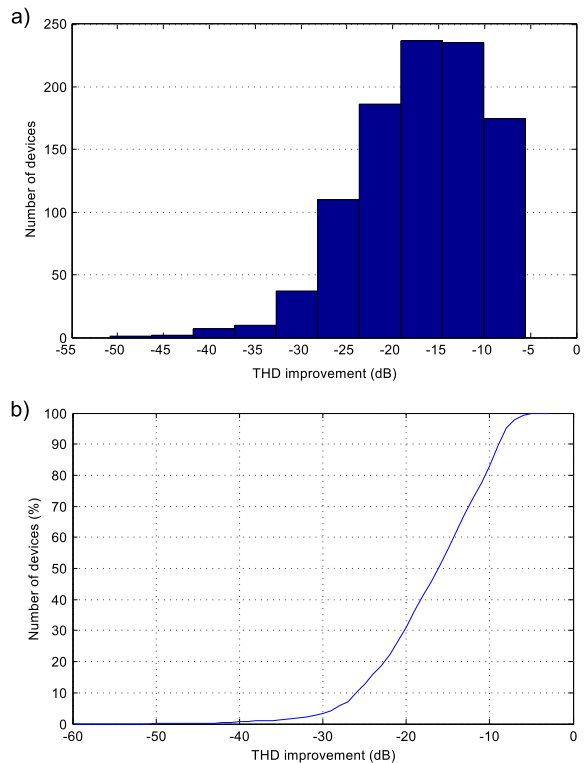 a)
250
200
150
100
50
0
Number of devices
-55 -50 -45 -40 -35 -30 -25 -20 -15 -10 -5 0
THD improvement (dB)
b)
100
90
80
70
60
50
40
30
20
10
0
Number of devices (%)
-60 -50 -40 -30 -20 -10 0
THD improvement (dB)